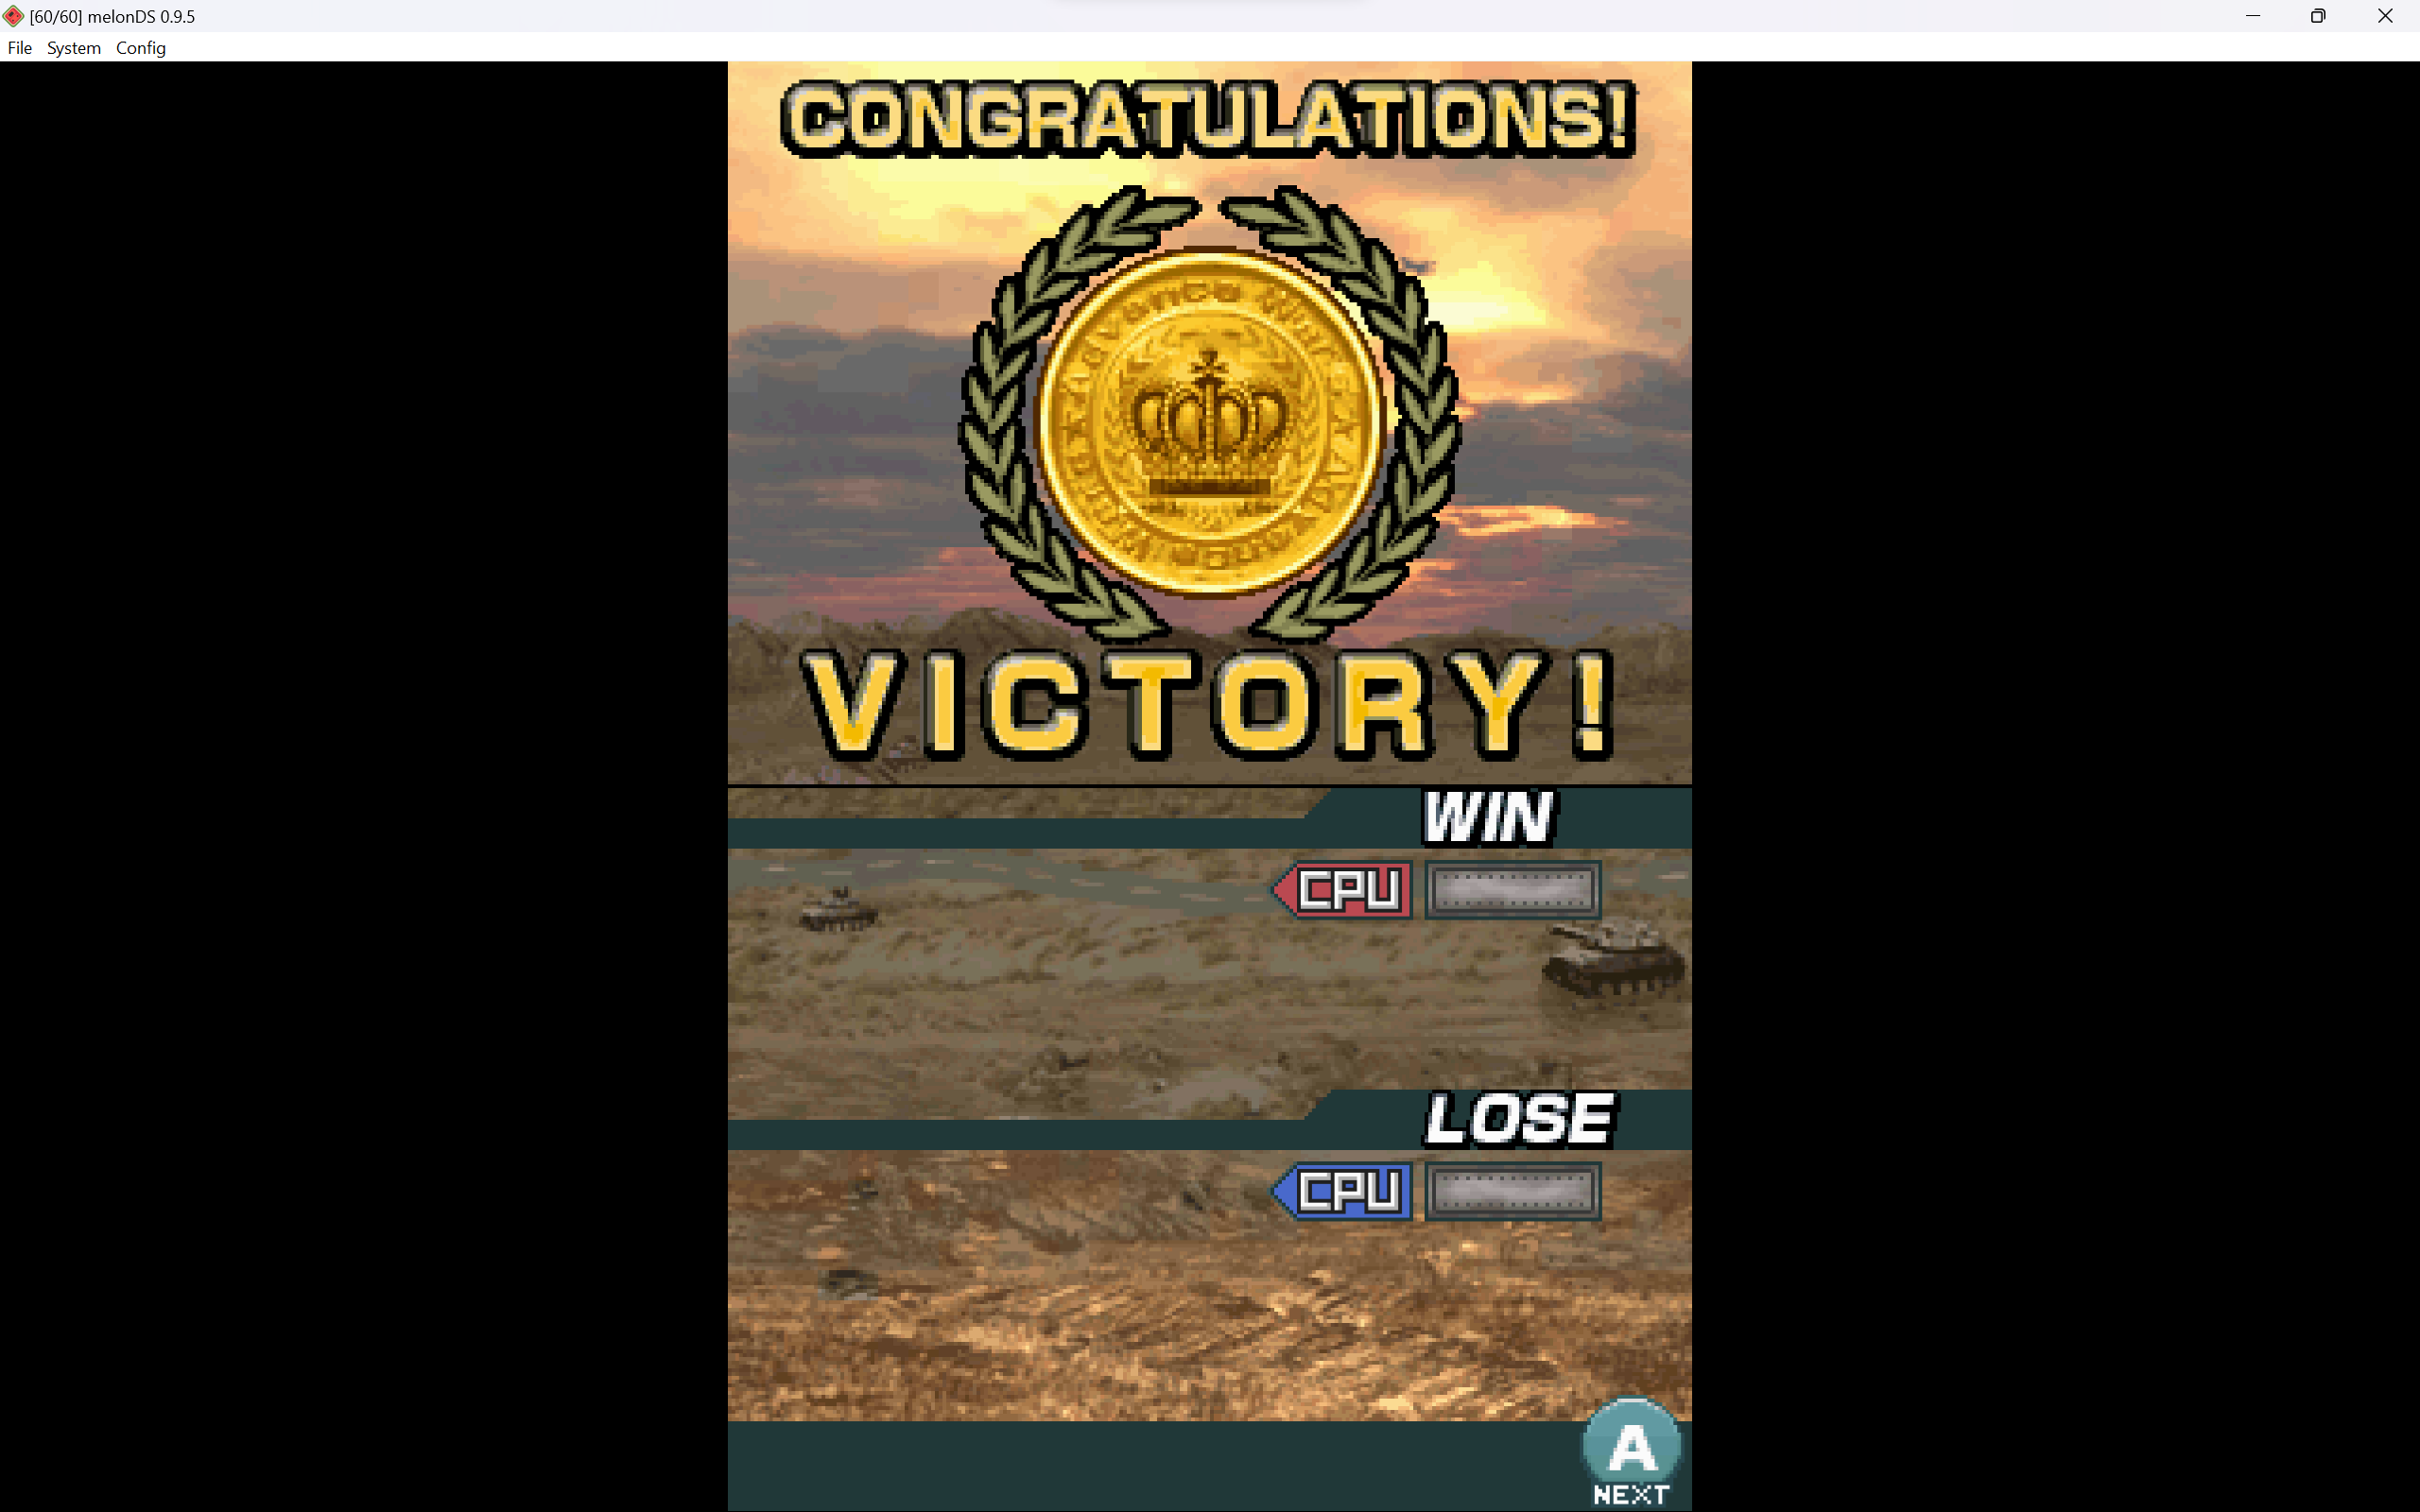 [60/60] melonDS 0.9.5
File System Config
CONGRATULATIONS!
VICTORY!
WIN
CPU
LOSE
CPU
A
NEXT